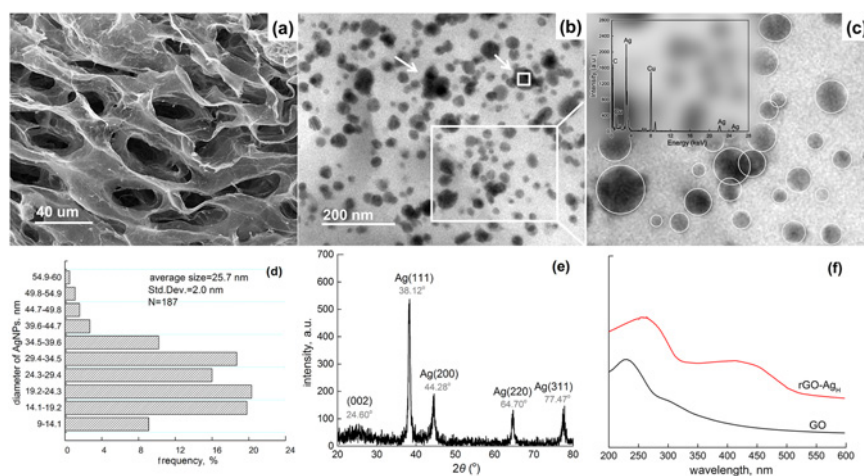 (a)
40 um
(b)
200 nm
(c)
Intensity (a.u.)
C
Ag
Cu
Ag
Ag
Energy (keV)
(d)
diameter of AgNPs. nm
54.9-60
49.8-54.9
44.7-49.8
39.6-44.7
34.5-39.6
29.4-34.5
24.3-29.4
19.2-24.3
14.1-19.2
9-14.1
average size=25.7 nm
Std.Dev.=2.0 nm
N=187
0 4 8 12 16 20 24
frequency, %
(e)
intensity, a.u.
700
600
500
400
300
200
100
0
Ag(111)
38.12°
(002)
24.60°
Ag(200)
44.28°
Ag(220)
64.70°
Ag(311)
77.47°
20 30 40 50 60 70 80
2θ (°)
(f)
rGO-AgH
GO
200 250 300 350 400 450 500 550 600
wavelength, nm